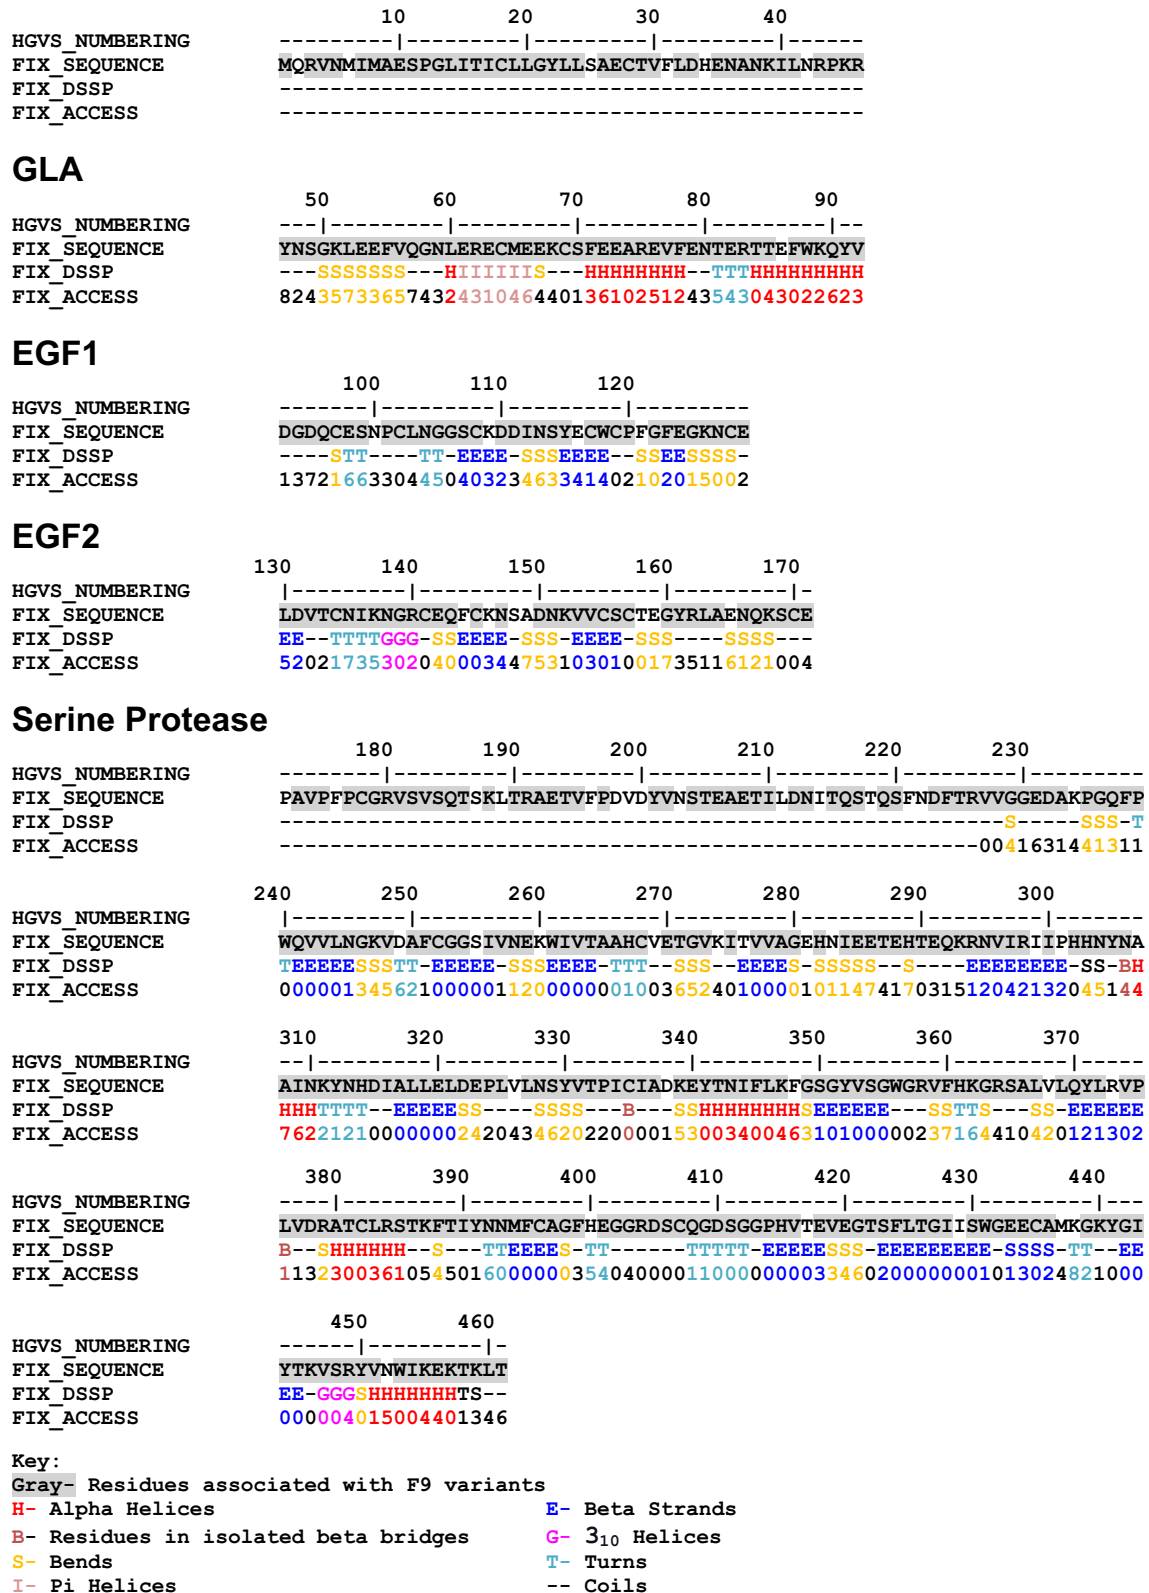 10 20 30 40
HGVS_NUMBERING ---------|---------|---------|---------|------
FIX_SEQUENCE MQRVNMIMAESPGLITICLLGYLLSAECTVFLDHENANKILNRPKR
FIX_DSSP ----------------------------------------------
FIX_ACCESS ----------------------------------------------
GLA
50 60 70 80 90
HGVS_NUMBERING ---|---------|---------|---------|---------|--
FIX_SEQUENCE YNSGKLEEFVQGNLERECMEEKCSFEEAREVFENTERTTEFWKQYV
FIX_DSSP ---SSSSSSS---HIIIIIIS---HHHHHHHH--TTTHHHHHHHHH
FIX_ACCESS 8243573365743243104644013610251243543043022623
EGF1
100 110 120
HGVS_NUMBERING -------|---------|---------|---------
FIX_SEQUENCE DGDQCESNPCLNGGSCKDDINSYECWCPFGFEGKNCE
FIX_DSSP ----STT----TT-EEEE-SSSEEEE--SSEESSSS-
FIX_ACCESS 1372166330445040323463341402102015002
EGF2
130 140 150 160 170
HGVS_NUMBERING |---------|---------|---------|---------|-
FIX_SEQUENCE LDVTCNIKNGRCEQFCKNSADNKVVCSCTEGYRLAENQKSCE
FIX_DSSP EE--TTTTGGG-SSEEEE-SSS-EEEE-SSS----SSSS---
FIX_ACCESS 52021735302040034475310301001735116121004
Serine Protease
180 190 200 210 220 230
HGVS_NUMBERING --------|---------|---------|---------|---------|---------|---------
FIX_SEQUENCE PAVPFPCGRVSVSQTSKLTRAETVFPDVDYVNSTEAETILDNITQSTQSFNDFTRVVGGEDAKPGQFP
FIX_DSSP ---------------------------------------------------------S-----SSS-T
FIX_ACCESS -------------------------------------------------------0041631441311
240 250 260 270 280 290 300
HGVS_NUMBERING |---------|---------|---------|---------|---------|---------|-------
FIX_SEQUENCE WQVVLNGKVDAFCGGSIVNEKWIVTAAHCVETGVKITVVAGEHNIEETEHTEQKRNVIRIIPHHNYNA
FIX_DSSP TEEEEESSSTT-EEEEE-SSSEEEE-TTT--SSS--EEEES-SSSSS--S----EEEEEEEE-SS-BH
FIX_ACCESS 0000013456210000011200000001003652401000101147417031512042132045144
310 320 330 340 350 360 370
HGVS_NUMBERING --|---------|---------|---------|---------|---------|---------|-----
FIX_SEQUENCE AINKYNHDIALLELDEPLVLNSYVTPICIADKEYTNIFLKFGSGYVSGWGRVFHKGRSALVLQYLRVP
FIX_DSSP HHHTTTT--EEEEESS----SSSS---B---SSHHHHHHHHSEEEEEE---SSTTS---SS-EEEEEE
FIX_ACCESS 76221210000000242043462022000015300340046310100000237164410420121302
380 390 400 410 420 430 440
HGVS_NUMBERING ----|---------|---------|---------|---------|---------|---------|---
FIX_SEQUENCE LVDRATCLRSTKFTIYNNMFCAGFHEGGRDSCQGDSGGPHVTEVEGTSFLTGIISWGEECAMKGKYGI
FIX_DSSP B--SHHHHHH--S---TTEEEES-TT------TTTTT-EEEEESSS-EEEEEEEEE-SSSS-TT--EE
FIX_ACCESS 11323003610545016000000354040000110000000033460200000001013024821000
450 460
HGVS_NUMBERING ------|---------|-
FIX_SEQUENCE YTKVSRYVNWIKEKTKLT
FIX_DSSP EE-GGGSHHHHHHHTS--
FIX_ACCESS 000004015004401346
Key:
Gray- Residues associated with F9 variants
H- Alpha Helices E- Beta Strands
B- Residues in isolated beta bridges G- 3₁₀ Helices
S- Bends T- Turns
I- Pi Helices -- Coils